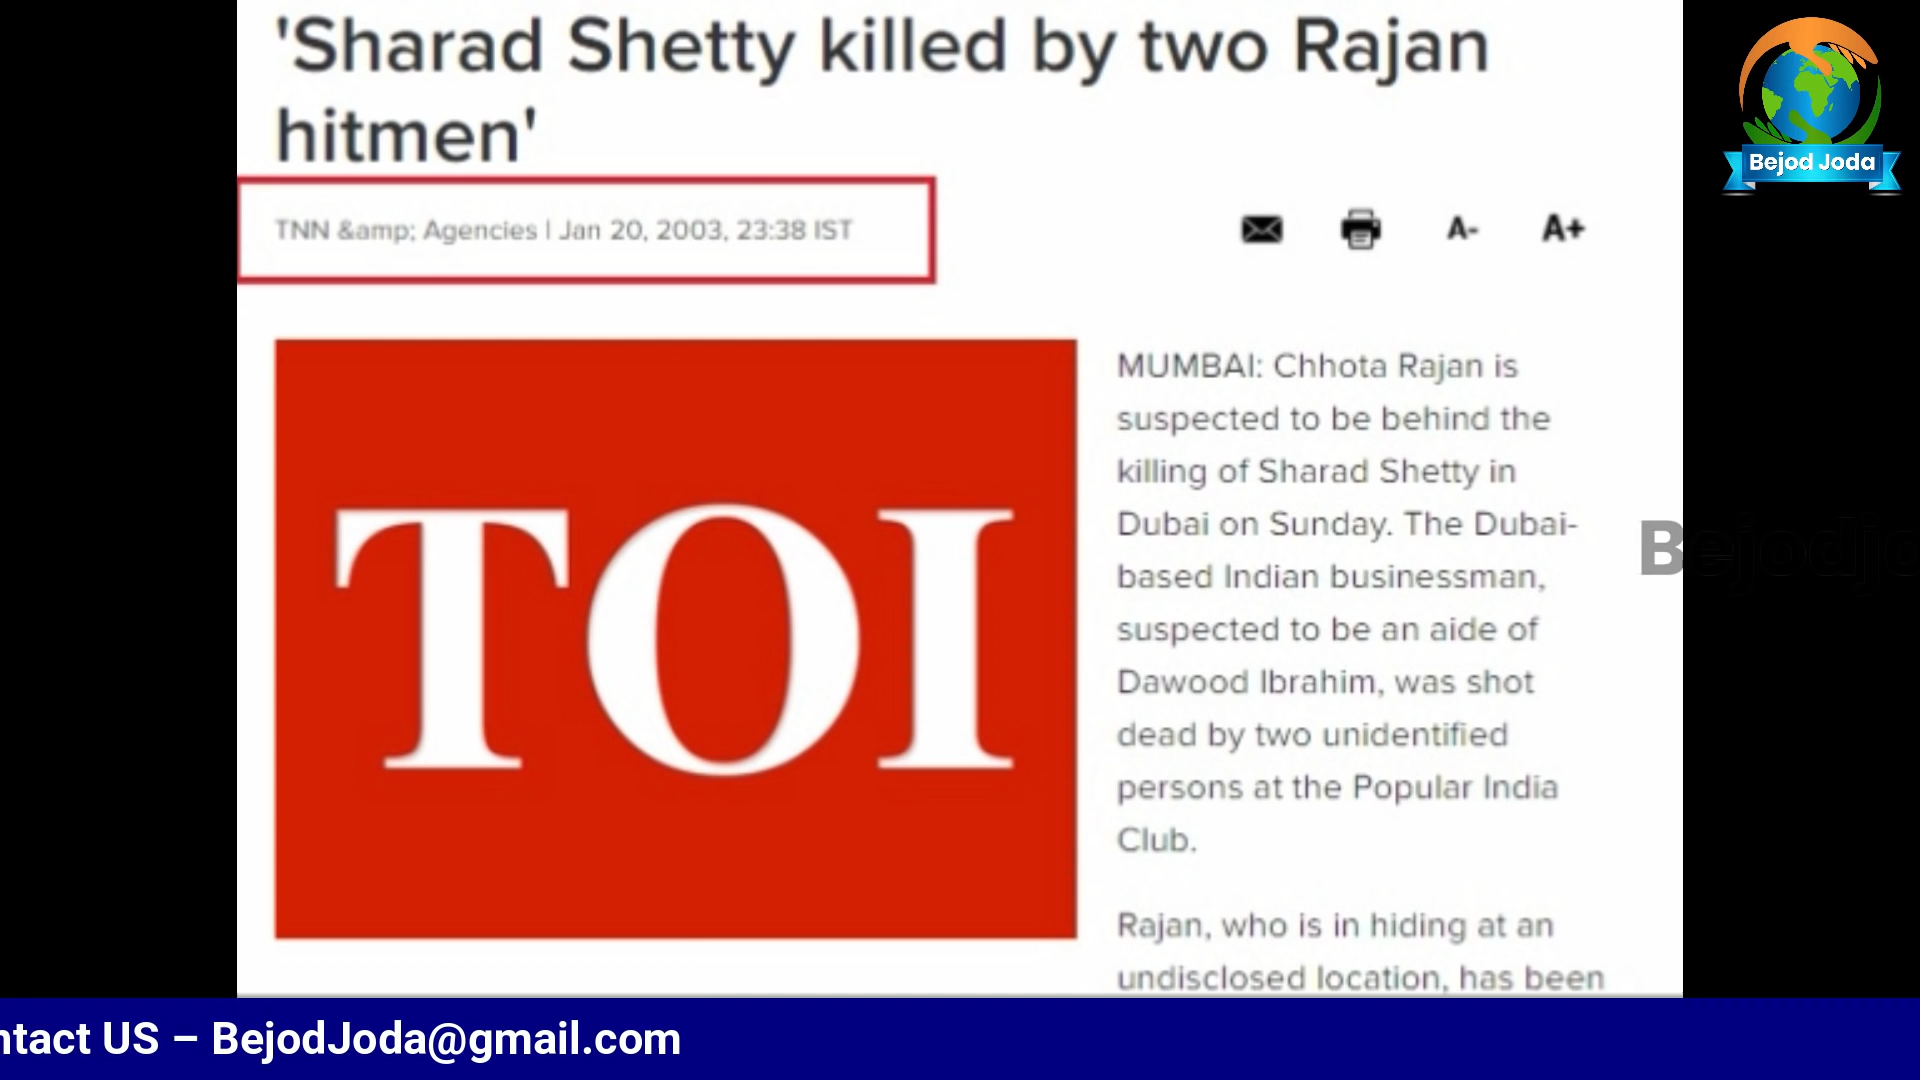 'Sharad Shetty killed by two Rajan
hitmen'
TNN &amp; Agencies | Jan 20, 2003, 23:38 IST
A-
A+
Bejod Joda
TOI
MUMBAI: Chhota Rajan is
suspected to be behind the
killing of Sharad Shetty in
Dubai on Sunday. The Dubai-
based Indian businessman,
suspected to be an aide of
Dawood Ibrahim, was shot
dead by two unidentified
persons at the Popular India
Club.
Rajan, who is in hiding at an
undisclosed location, has been
Bejodjo
ntact US – BejodJoda@gmail.com